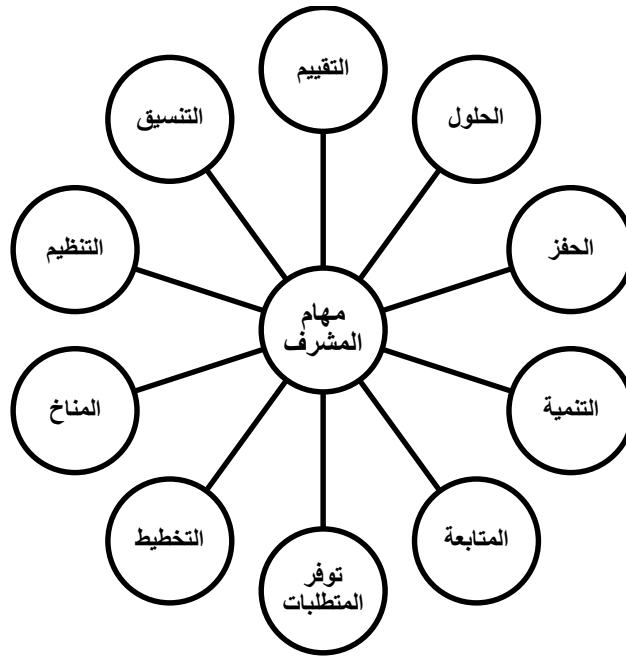 التقييم
الحلول
التنسيق
الحفز
التنظيم
مهام
المشرف
التنمية
المناخ
المتابعة
التخطيط
توفر
المتطلبات